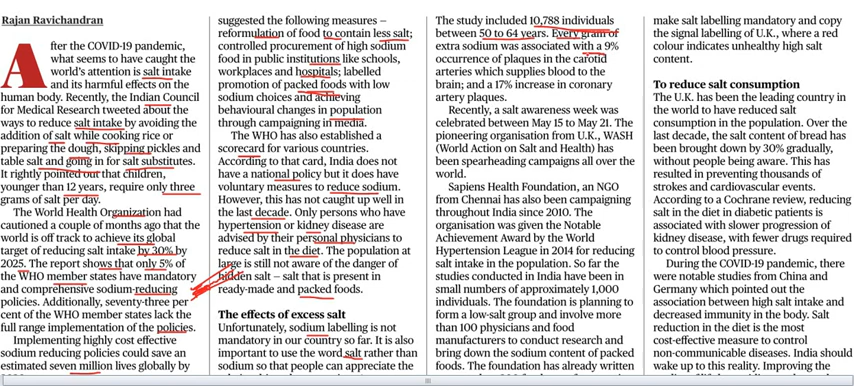 Rajan Ravichandran
After the COVID-19 pandemic,
what seems to have caught the
world's attention is salt intake
and its harmful effects on the
human body. Recently, the Indian Council
for Medical Research tweeted about the
ways to reduce salt intake by avoiding the
addition of salt while cooking rice or
preparing the dough, skipping pickles and
table salt and going in for salt substitutes.
It rightly pointed out that children,
younger than 12 years, require only three
grams of salt per day.
The World Health Organization had
cautioned a couple of months ago that the
world is off track to achieve its global
target of reducing salt intake by 30% by
2025. The report shows that only 5% of
the WHO member states have mandatory
and comprehensive sodium-reducing
policies. Additionally, seventy-three per
cent of the WHO member states lack the
full range implementation of the policies.
Implementing highly cost effective
sodium reducing policies could save an
estimated seven million lives globally by
suggested the following measures —
reformulation of food to contain less salt;
controlled procurement of high sodium
food in public institutions like schools,
workplaces and hospitals; labelled
promotion of packed foods with low
sodium choices and achieving
behavioural changes in population
through campaigning in media.
The WHO has also established a
scorecard for various countries.
According to that card, India does not
have a national policy but it does have
voluntary measures to reduce sodium.
However, this has not caught up well in
the last decade. Only persons who have
hypertension or kidney disease are
advised by their personal physicians to
reduce salt in the diet. The population at
large is still not aware of the danger of
hidden salt – salt that is present in
ready-made and packed foods.
The effects of excess salt
Unfortunately, sodium labelling is not
mandatory in our country so far. It is also
important to use the word salt rather than
sodium so that people can appreciate the
The study included 10,788 individuals
between 50 to 64 years. Every gram of
extra sodium was associated with a 9%
occurrence of plaques in the carotid
arteries which supplies blood to the
brain; and a 17% increase in coronary
artery plaques.
Recently, a salt awareness week was
celebrated between May 15 to May 21. The
pioneering organisation from U.K., WASH
(World Action on Salt and Health) has
been spearheading campaigns all over the
world.
Sapiens Health Foundation, an NGO
from Chennai has also been campaigning
throughout India since 2010. The
organisation was given the Notable
Achievement Award by the World
Hypertension League in 2014 for reducing
salt intake in the population. So far the
studies conducted in India have been in
small numbers of approximately 1,000
individuals. The foundation is planning to
form a low-salt group and involve more
than 100 physicians and food
manufacturers to conduct research and
bring down the sodium content of packed
foods. The foundation has already written
make salt labelling mandatory and copy
the signal labelling of U.K., where a red
colour indicates unhealthy high salt
content.
To reduce salt consumption
The U.K. has been the leading country in
the world to have reduced salt
consumption in the population. Over the
last decade, the salt content of bread has
been brought down by 30% gradually,
without people being aware. This has
resulted in preventing thousands of
strokes and cardiovascular events.
According to a Cochrane review, reducing
salt in the diet in diabetic patients is
associated with slower progression of
kidney disease, with fewer drugs required
to control blood pressure.
During the COVID-19 pandemic, there
were notable studies from China and
Germany which pointed out the
association between high salt intake and
decreased immunity in the body. Salt
reduction in the diet is the most
cost-effective measure to control
non-communicable diseases. India should
wake up to this reality. Improving the